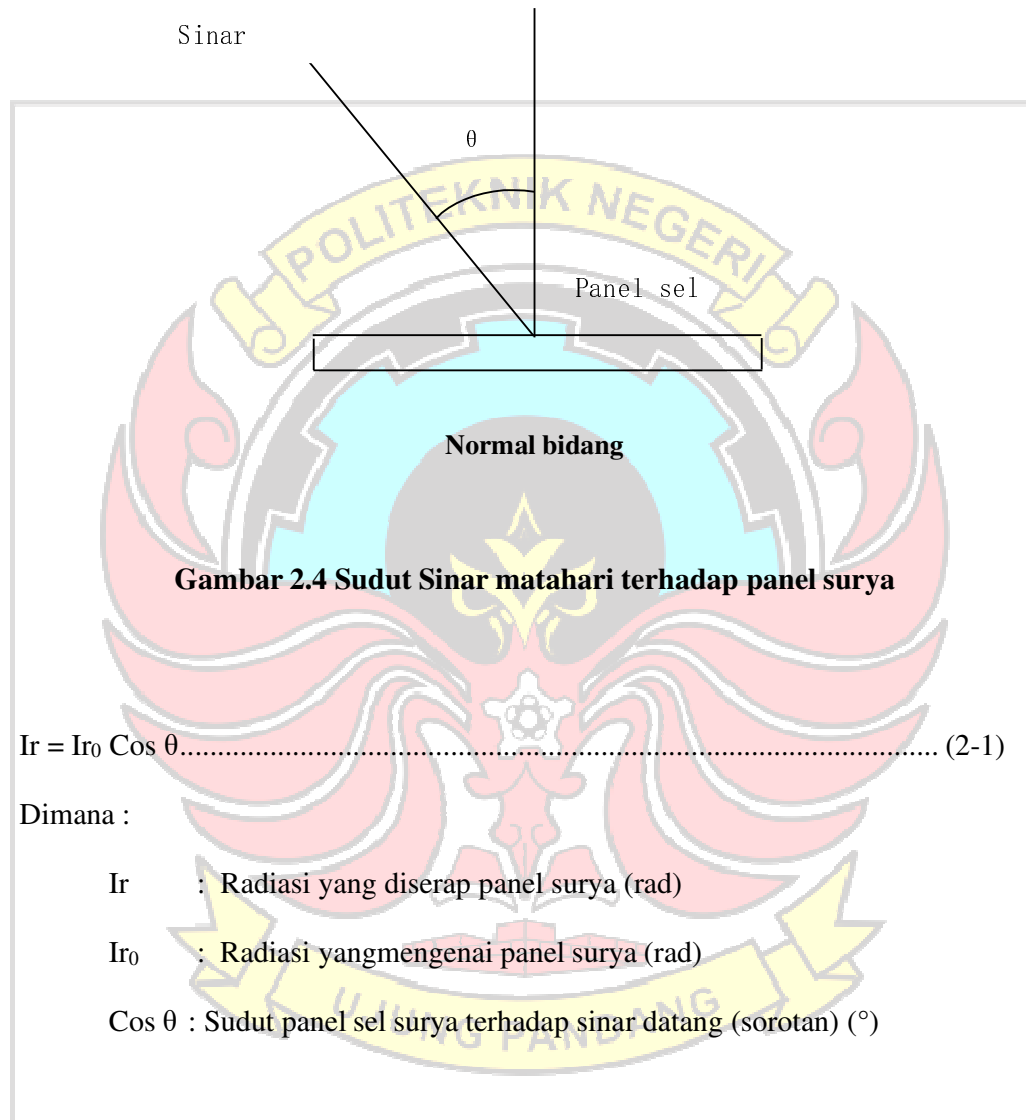 Sinar
θ
POLITEKNIK NEGERI
Panel sel
Normal bidang
Gambar 2.4 Sudut Sinar matahari terhadap panel surya
Ir = Ir₀ Cos θ.................................................................................................... (2-1)
Dimana :
Ir : Radiasi yang diserap panel surya (rad)
Ir₀ : Radiasi yangmengenai panel surya (rad)
Cos θ : Sudut panel sel surya terhadap sinar datang (sorotan) (°)
UJUNG PANDANG